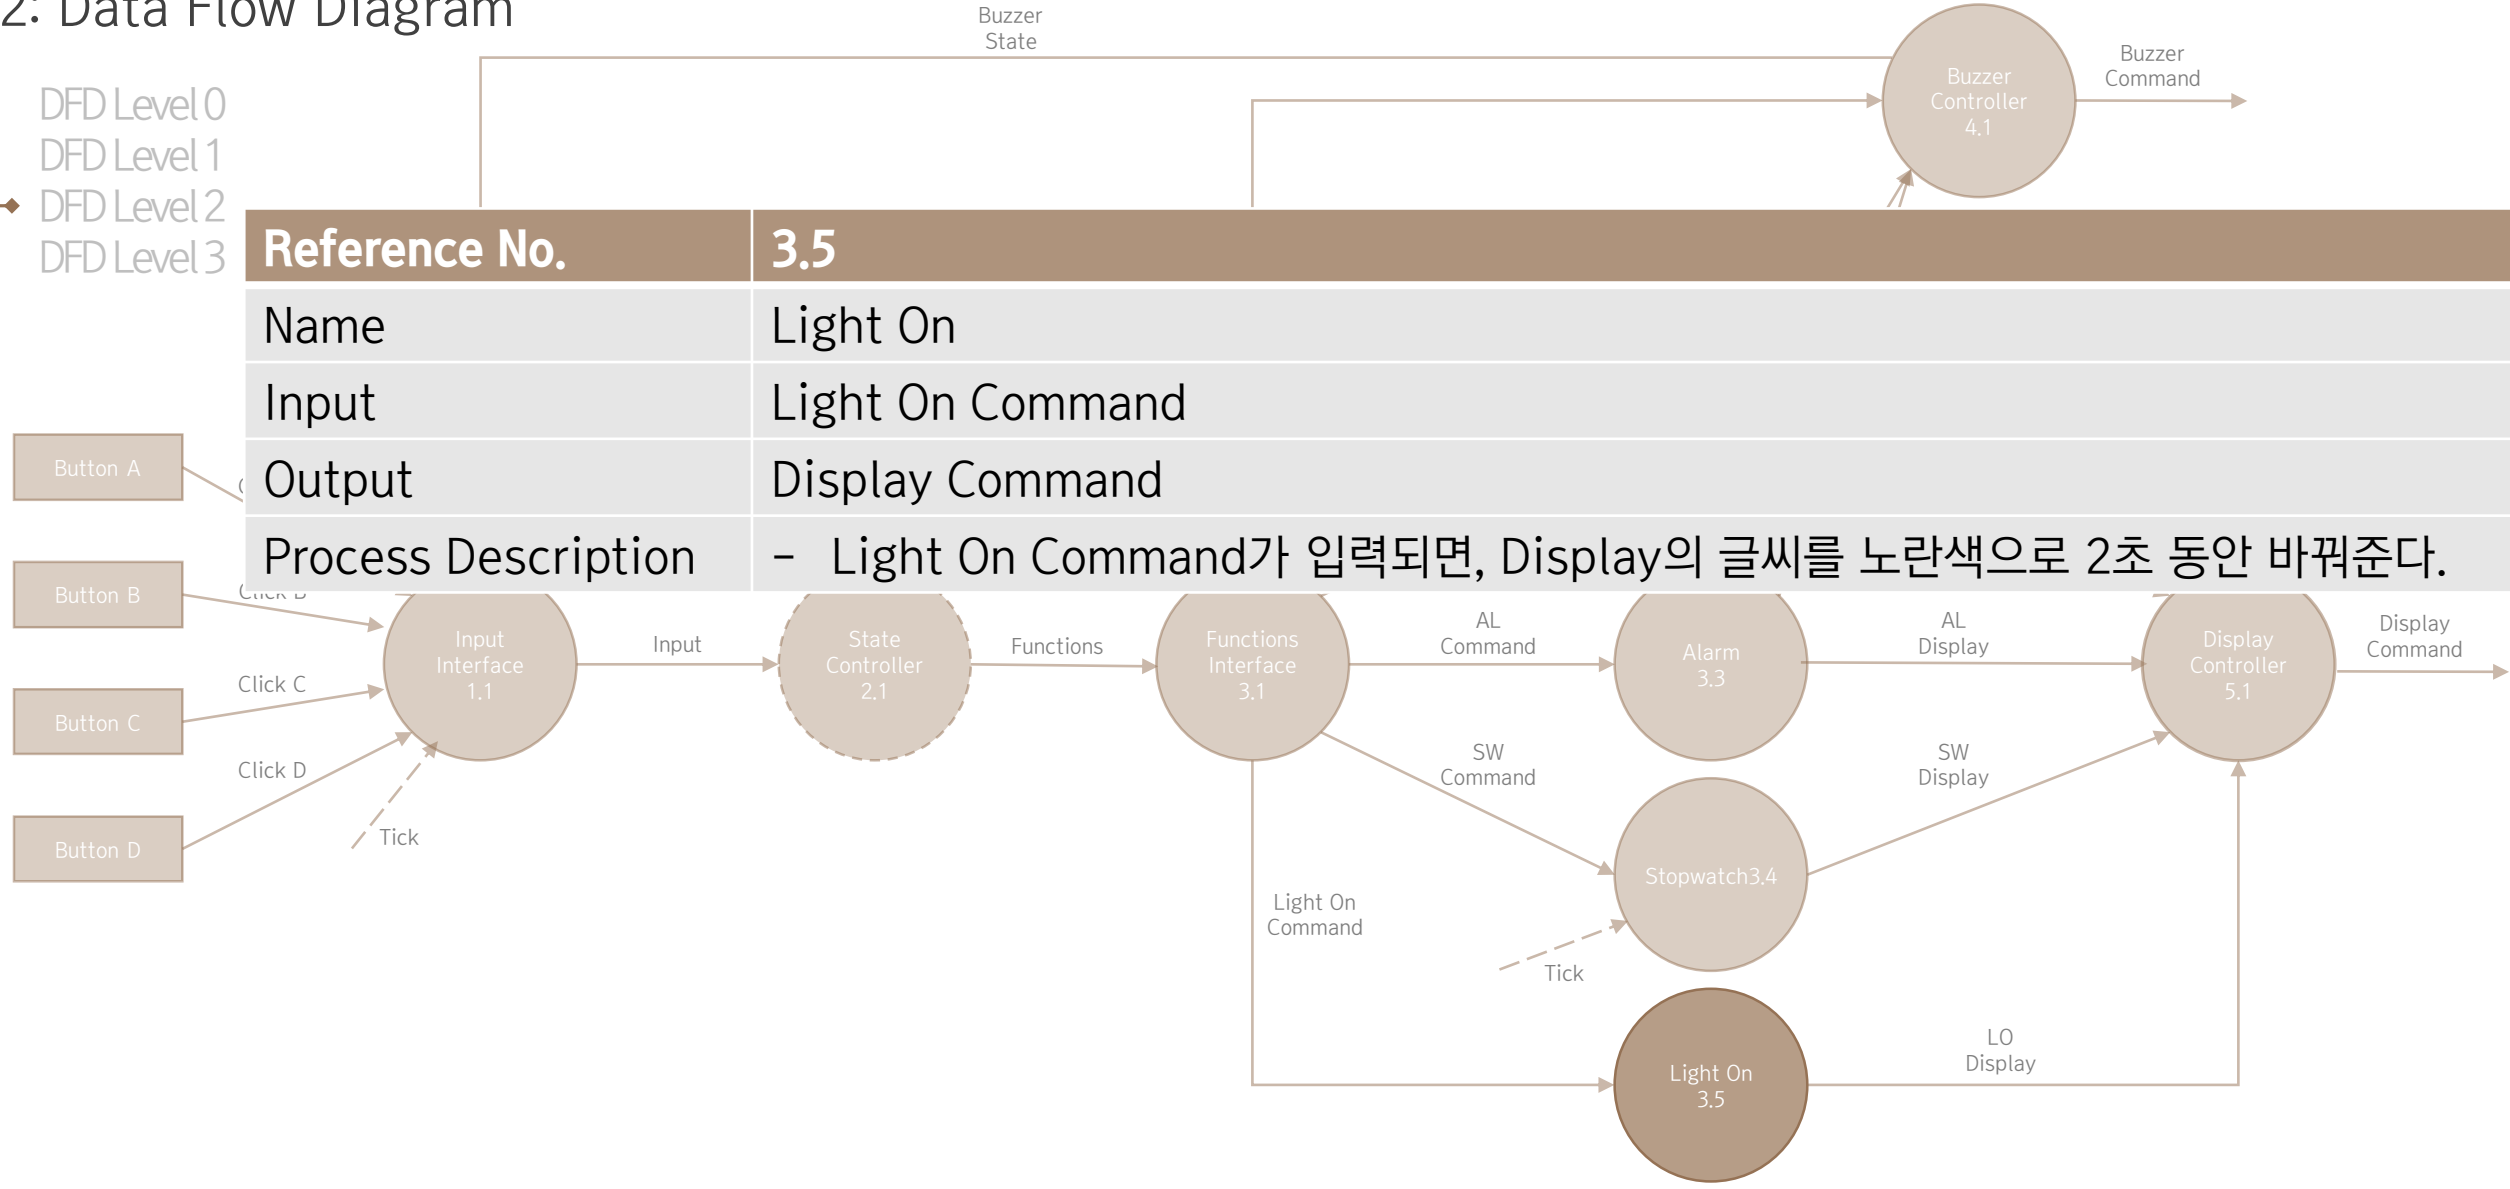 2: Data Flow Diagram
DFD Level 0
DFD Level 1
DFD Level 2
DFD Level 3
Buzzer
State
Buzzer
Controller
4.1
Buzzer
Command
Reference No. 3.5
Name Light On
Input Light On Command
Output Display Command
Process Description - Light On Command가 입력되면, Display의 글씨를 노란색으로 2초 동안 바꿔준다.
Button A
Button B
Button C
Button D
Click B
Click C
Click D
Tick
Input
Interface
1.1
Input
State
Controller
2.1
Functions
Functions
Interface
3.1
AL
Command
Alarm
3.3
AL
Display
Display
Controller
5.1
Display
Command
SW
Command
SW
Display
Stopwatch3.4
Light On
Command
Tick
Light On
3.5
LO
Display